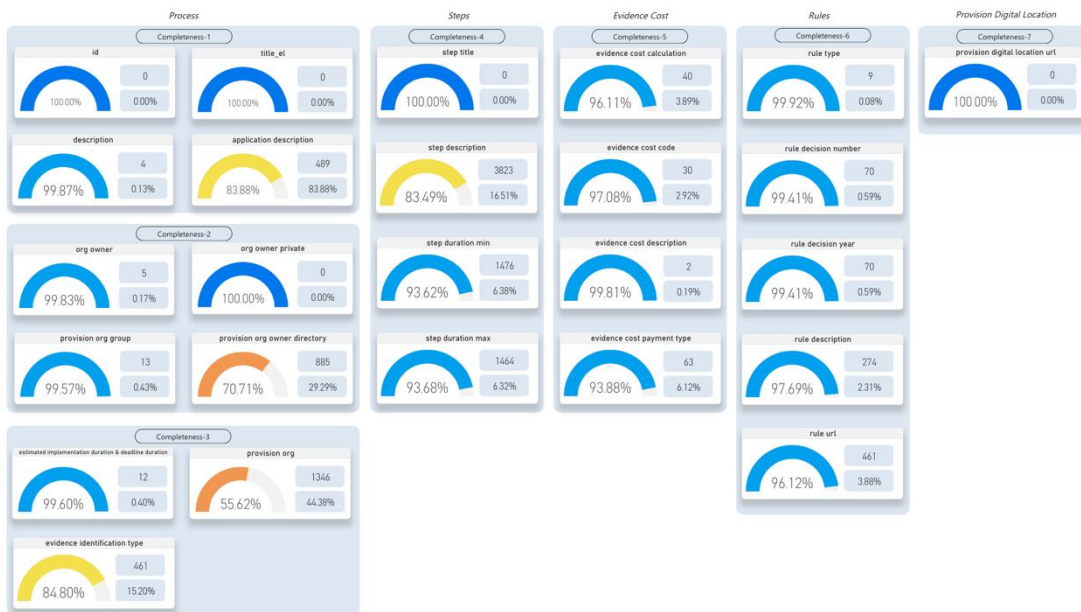 Process
Steps
Evidence Cost
Rules
Provision Digital Location
Completeness-1
id
100.00%
0
0.00%
title_el
100.00%
0
0.00%
description
99.87%
4
0.13%
application description
83.88%
489
83.88%
Completeness-2
org owner
99.83%
5
0.17%
org owner private
100.00%
0
0.00%
provision org group
99.57%
13
0.43%
provision org owner directory
70.71%
885
29.29%
Completeness-3
estimated implementation duration & deadline duration
99.60%
12
0.40%
provision org
55.62%
1346
44.38%
evidence identification type
84.80%
461
15.20%
Completeness-4
step title
100.00%
0
0.00%
step description
83.49%
3823
16.51%
step duration min
93.62%
1476
6.38%
step duration max
93.68%
1464
6.32%
Completeness-5
evidence cost calculation
96.11%
40
3.89%
evidence cost code
97.08%
30
2.92%
evidence cost description
99.81%
2
0.19%
evidence cost payment type
93.88%
63
6.12%
Completeness-6
rule type
99.92%
9
0.08%
rule decision number
99.41%
70
0.59%
rule decision year
99.41%
70
0.59%
rule description
97.69%
274
2.31%
rule url
96.12%
461
3.88%
Completeness-7
provision digital location url
100.00%
0
0.00%